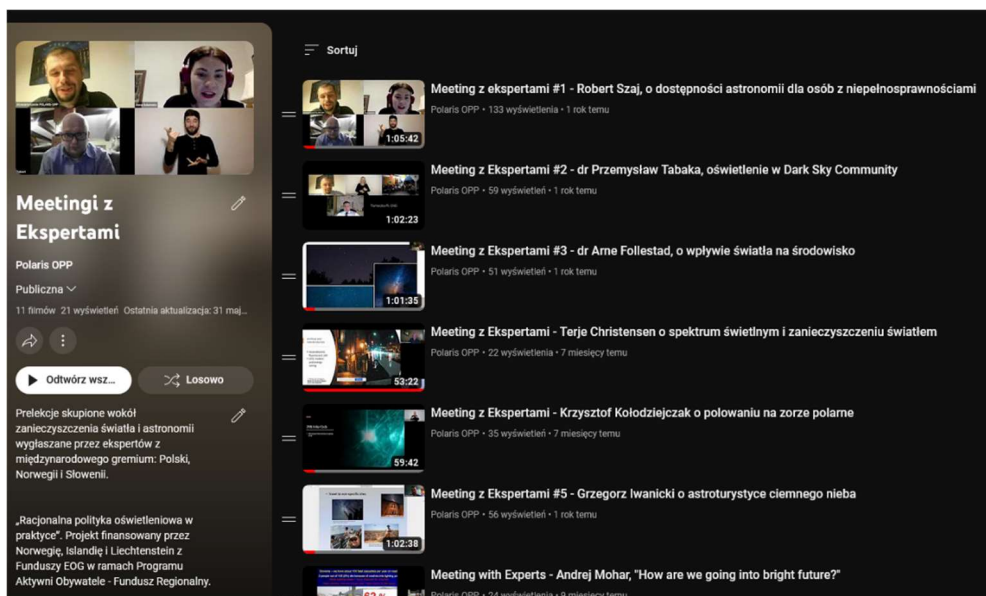 Meetingi z
Ekspertami
Polaris OPP
Publiczna
11 filmów 21 wyświetleń Ostatnia aktualizacja: 31 maj...
Odtwórz wsz...
Losowo
Prelekcje skupione wokół
zanieczyszczenia światła i astronomii
wygłaszane przez ekspertów z
międzynarodowego gremium: Polski,
Norwegii i Słowenii.
„Racjonalna polityka oświetleniowa w
praktyce”. Projekt finansowany przez
Norwegię, Islandię i Liechtenstein z
Funduszy EOG w ramach Programu
Aktywni Obywatele - Fundusz Regionalny.
Sortuj
1:05:42
Meeting z ekspertami #1 - Robert Szaj, o dostępności astronomii dla osób z niepełnosprawnościami
Polaris OPP • 133 wyświetlenia • 1 rok temu
1:02:23
Meeting z Ekspertami #2 - dr Przemysław Tabaka, oświetlenie w Dark Sky Community
Polaris OPP • 59 wyświetleń • 1 rok temu
1:01:35
Meeting z Ekspertami #3 - dr Arne Follestad, o wpływie światła na środowisko
Polaris OPP • 51 wyświetleń • 1 rok temu
53:22
Meeting z Ekspertami - Terje Christensen o spektrum świetlnym i zanieczyszczeniu światłem
Polaris OPP • 22 wyświetlenia • 7 miesięcy temu
59:42
Meeting z Ekspertami - Krzysztof Kołodziejczak o polowaniu na zorze polarne
Polaris OPP • 35 wyświetleń • 7 miesięcy temu
1:02:38
Meeting z Ekspertami #5 - Grzegorz Iwanicki o astroturystyce ciemnego nieba
Polaris OPP • 56 wyświetleń • 1 rok temu
Meeting with Experts - Andrej Mohar, "How are we going into bright future?"
Polaris OPP • 24 wyświetlenia • 9 miesięcy temu